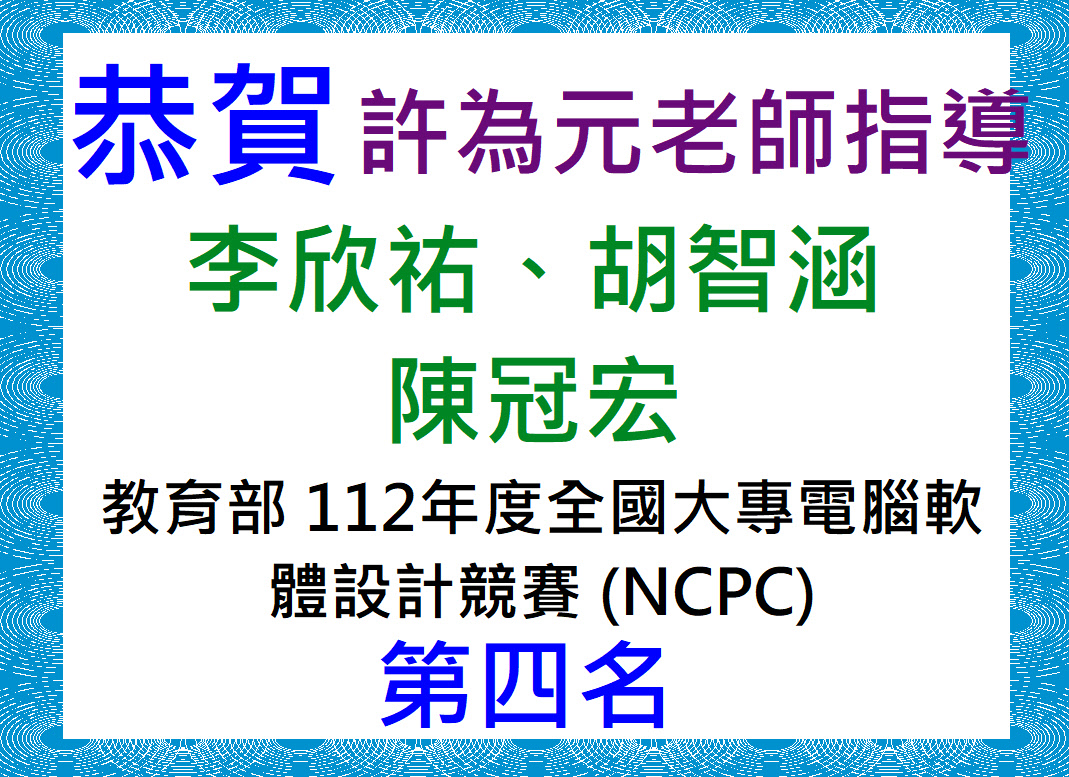 恭賀 許為元老師指導
李欣祐、胡智涵
陳冠宏
教育部 112年度全國大專電腦軟
體設計競賽 (NCPC)
第四名